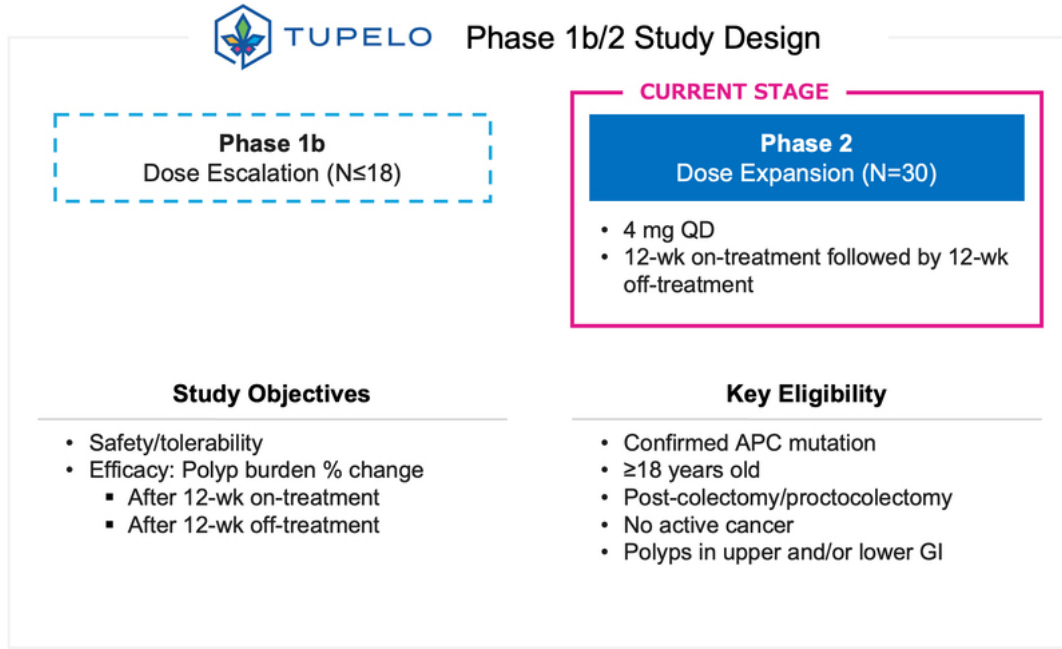 TUPELO Phase 1b/2 Study Design
CURRENT STAGE
Phase 1b
Dose Escalation (N≤18)
Phase 2
Dose Expansion (N=30)
• 4 mg QD
• 12-wk on-treatment followed by 12-wk
off-treatment
Study Objectives
• Safety/tolerability
• Efficacy: Polyp burden % change
▪ After 12-wk on-treatment
▪ After 12-wk off-treatment
Key Eligibility
• Confirmed APC mutation
• ≥18 years old
• Post-colectomy/proctocolectomy
• No active cancer
• Polyps in upper and/or lower GI